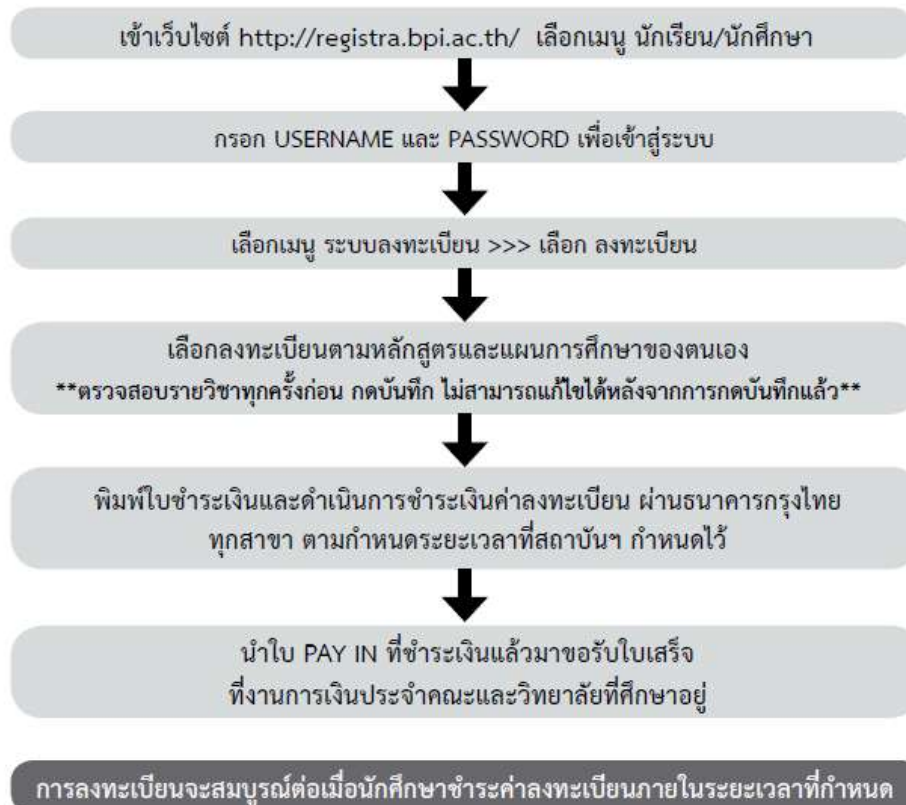 เข้าเว็บไซต์ http://registra.bpi.ac.th/ เลือกเมนู นักเรียน/นักศึกษา
กรอก USERNAME และ PASSWORD เพื่อเข้าสู่ระบบ
เลือกเมนู ระบบลงทะเบียน >>> เลือก ลงทะเบียน
เลือกลงทะเบียนตามหลักสูตรและแผนการศึกษาของตนเอง
**ตรวจสอบรายวิชาทุกครั้งก่อน กดบันทึก ไม่สามารถแก้ไขได้หลังจากการกดบันทึกแล้ว**
พิมพ์ใบชำระเงินและดำเนินการชำระเงินค่าลงทะเบียน ผ่านธนาคารกรุงไทย
ทุกสาขา ตามกำหนดระยะเวลาที่สถาบันฯ กำหนดไว้
นำใบ PAY IN ที่ชำระเงินแล้วมาขอรับใบเสร็จ
ที่งานการเงินประจำคณะและวิทยาลัยที่ศึกษาอยู่
การลงทะเบียนจะสมบูรณ์ต่อเมื่อนักศึกษาชำระค่าลงทะเบียนภายในระยะเวลาที่กำหนด